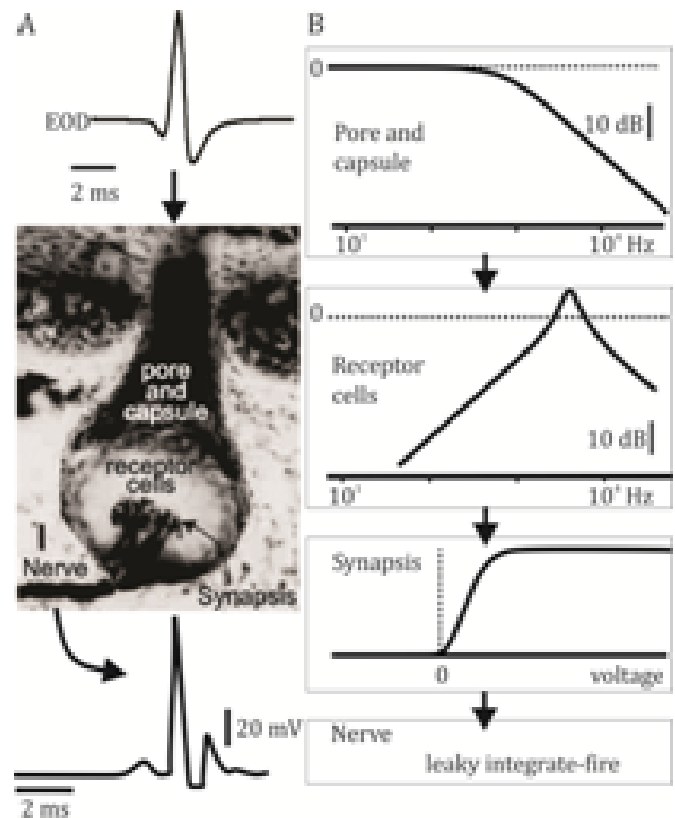 A
EOD
2 ms
pore
and
capsule
receptor
cells
Nerve
Synapsis
20 mV
2 ms
B
0
Pore and
capsule
10 dB
Hz
0
Receptor
cells
10 dB
Hz
Synapsis
0
voltage
Nerve
leaky integrate-fire